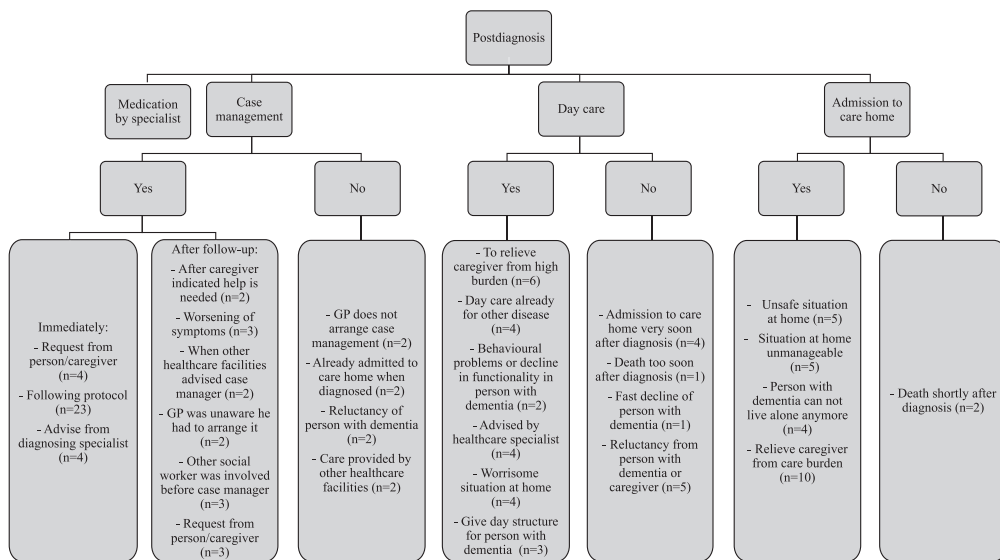 Postdiagnosis
Medication
by specialist
Case
management
Day care
Admission to
care home
Yes
No
Yes
No
Yes
No
Immediately:
- Request from
person/caregiver
(n=4)
- Following protocol
(n=23)
- Advise from
diagnosing specialist
(n=4)
After follow-up:
- After caregiver
indicated help is
needed (n=2)
- Worsening of
symptoms (n=3)
- When other
healthcare facilities
advised case
manager (n=2)
- GP was unaware he
had to arrange it
(n=2)
- Other social
worker was involved
before case manager
(n=3)
- Request from
person/caregiver
(n=3)
- GP does not
arrange case
management (n=2)
- Already admitted to
care home when
diagnosed (n=2)
- Reluctancy of
person with dementia
(n=2)
- Care provided by
other healthcare
facilities (n=2)
- To relieve
caregiver from high
burden (n=6)
- Day care already
for other disease
(n=4)
- Behavioural
problems or decline
in functionality in
person with
dementia (n=2)
- Advised by
healthcare specialist
(n=4)
- Worrisome
situation at home
(n=4)
- Give day structure
for person with
dementia (n=3)
- Admission to care
home very soon
after diagnosis (n=4)
- Death too soon
after diagnosis (n=1)
- Fast decline of
person with
dementia (n=1)
- Reluctancy from
person with
dementia or
caregiver (n=5)
- Unsafe situation
at home (n=5)
- Situation at home
unmanageable
(n=5)
- Person with
dementia can not
live alone anymore
(n=4)
- Relieve caregiver
from care burden
(n=10)
- Death shortly after
diagnosis (n=2)